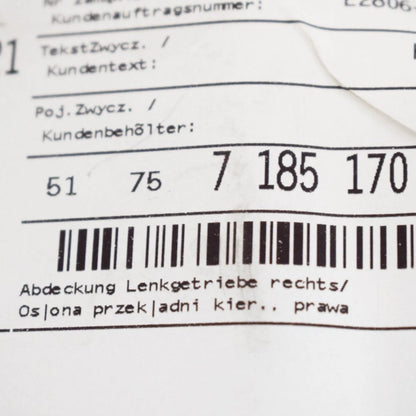 Kundenauftragsnummer:
TekstZwycz. /
Kundentext:
Poj.Zwycz. /
Kundenbehőlter:
51 75 7 185 170
Abdeckung Lenkgetriebe rechts/
Os|ona przek|adni kier.. prawa